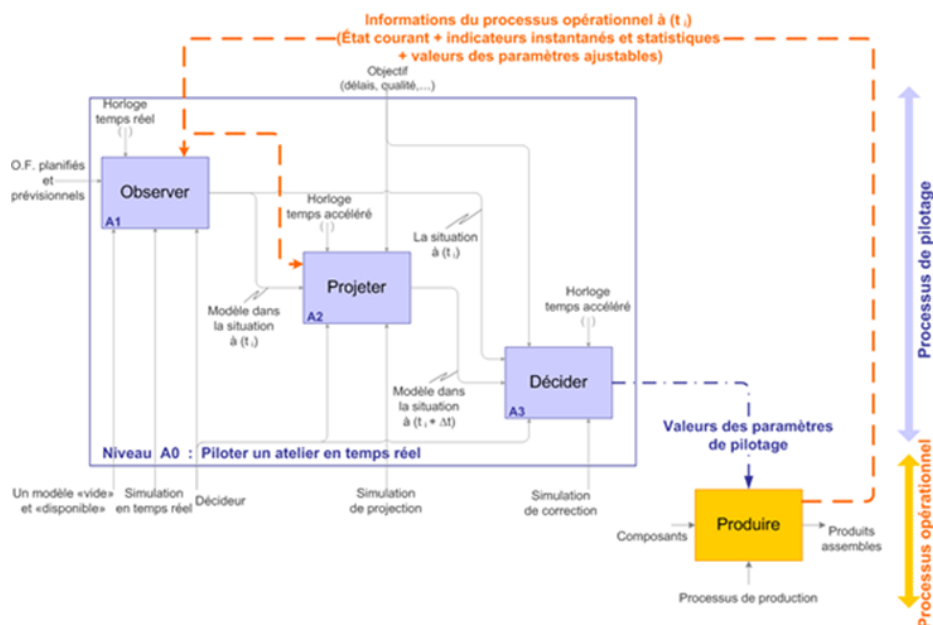 Informations du processus opérationnel à (t i)
(État courant + indicateurs instantanés et statistiques
+ valeurs des paramètres ajustables)
Objectif
(délais, qualité,...)
Horloge
temps réel
( )
O.F. planifiés
et
prévisionnels
Observer
A1
Horloge
temps accéléré
( )
La situation
à (t i)
Projeter
A2
Modèle dans
la situation
à (t i)
Horloge
temps accéléré
( )
Décider
A3
Modèle dans
la situation
à (t i + Δt)
Niveau A0 : Piloter un atelier en temps réel
Valeurs des paramètres
de pilotage
Un modèle «vide»
et «disponible»
Simulation
en temps réel
Décideur
Simulation
de projection
Simulation
de correction
Produire
Composants
Produits
assembles
Processus de production
Processus de pilotage
Processus opérationnel